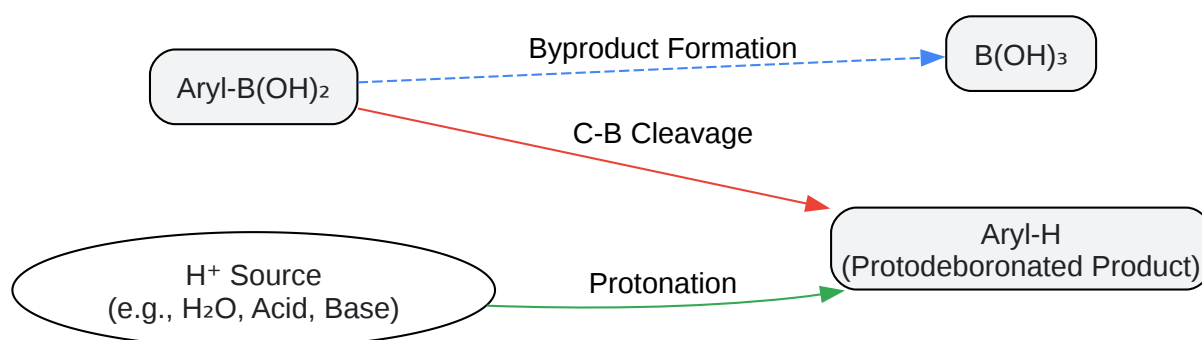 Byproduct Formation
B(OH)₃
Aryl-B(OH)₂
C-B Cleavage
Aryl-H
(Protodeboronated Product)
H⁺ Source
(e.g., H₂O, Acid, Base)
Protonation